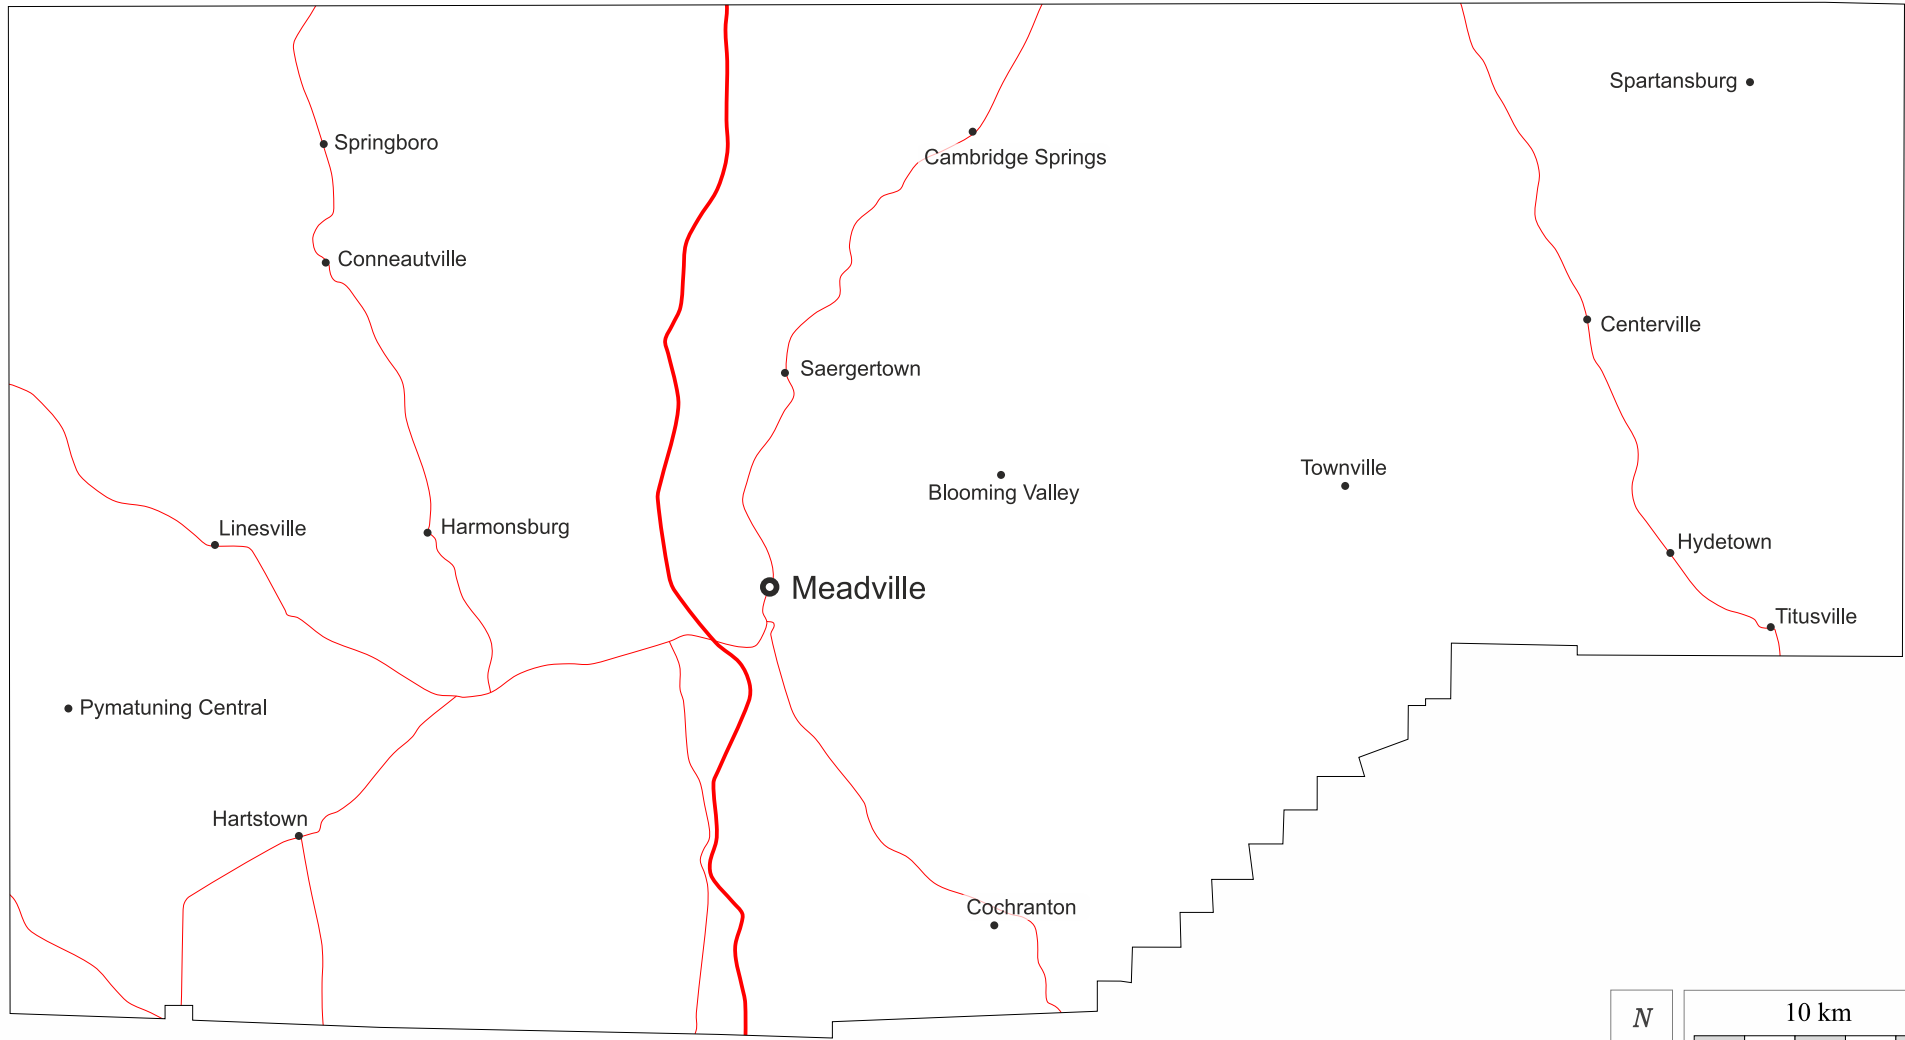 Spartansburg
Springboro
Cambridge Springs
Conneautville
Centerville
Saergertown
Townville
Blooming Valley
Linesville
Harmonsburg
Hydetown
Meadville
Titusville
Pymatuning Central
Hartstown
Cochranton
N
10 km